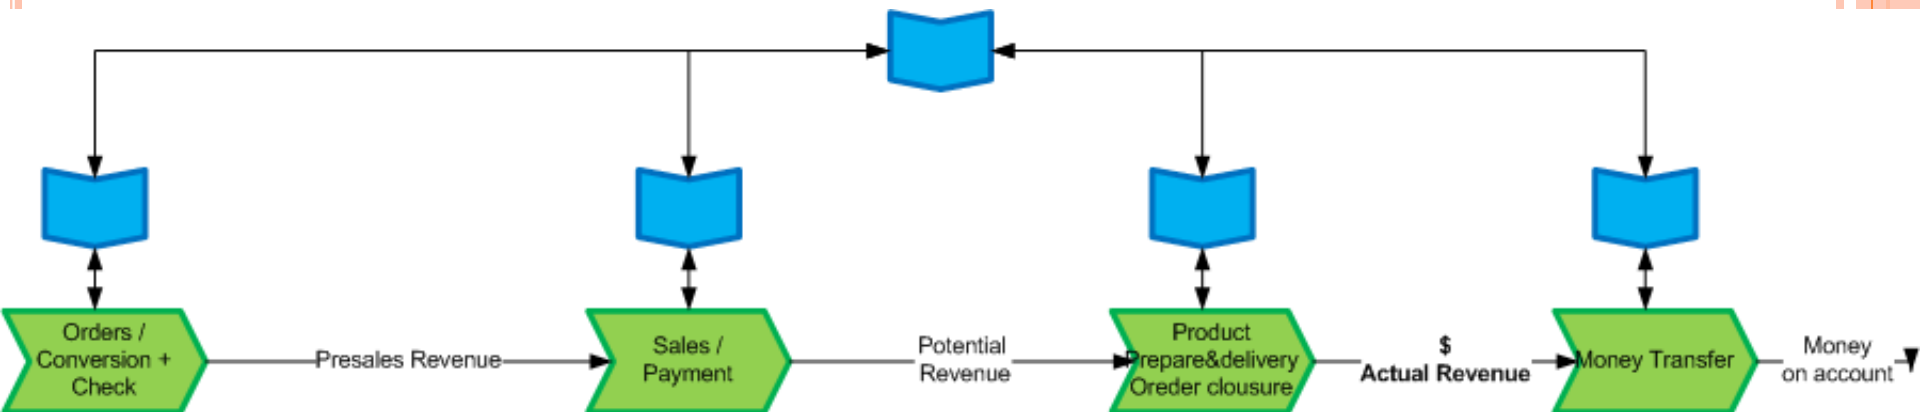 Orders /
Conversion +
Check
Presales Revenue
Sales /
Payment
Potential
Revenue
Product
Prepare&delivery
Oreder clousure
$
Actual Revenue
Money Transfer
Money
on account